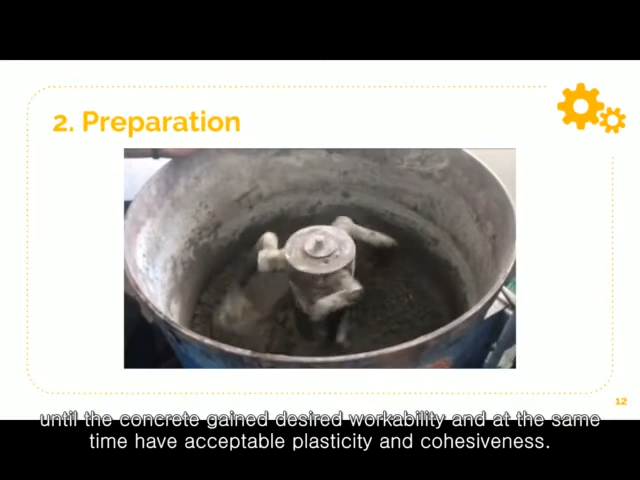 2. Preparation
12
until the concrete gained desired workability and at the same
time have acceptable plasticity and cohesiveness.